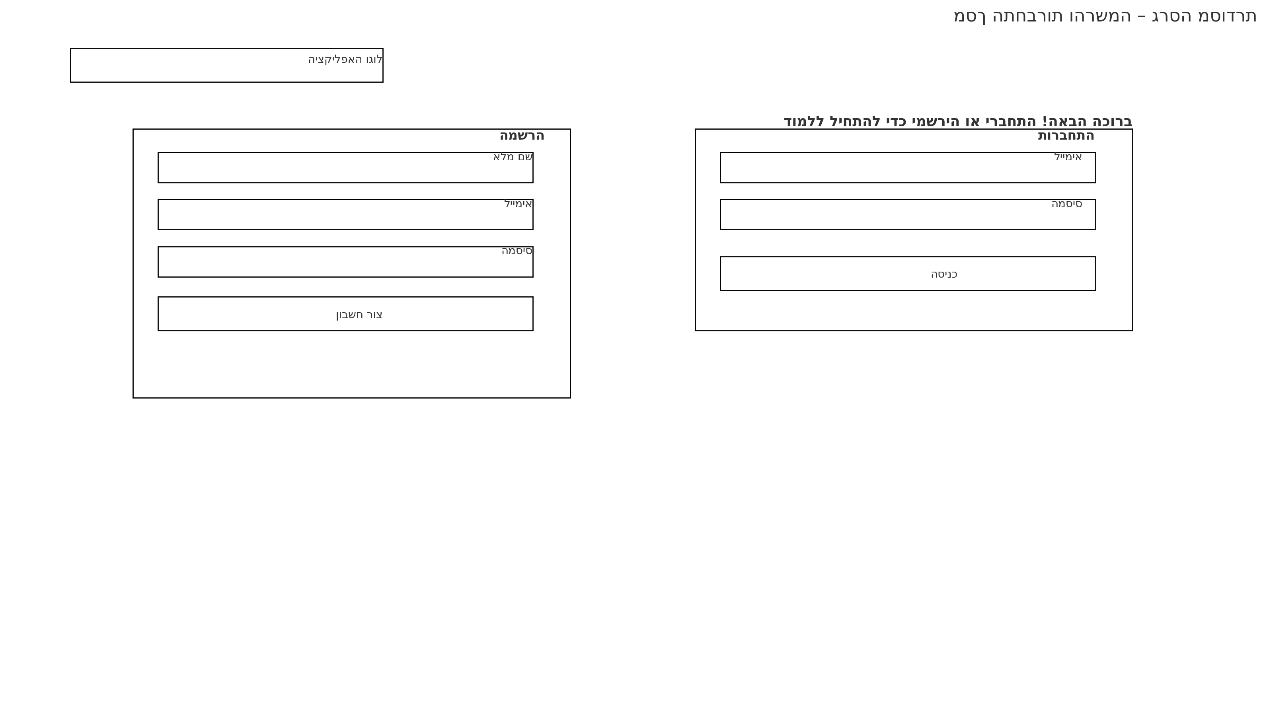 תרדוסמ הסרג – המשרהו תורבחתה ךסמ
לוגו האפליקציה
ברוכה הבאה! התחברי או הירשמי כדי להתחיל ללמוד
התחברות
אימייל
סיסמה
כניסה
הרשמה
שם מלא
אימייל
סיסמה
צור חשבון